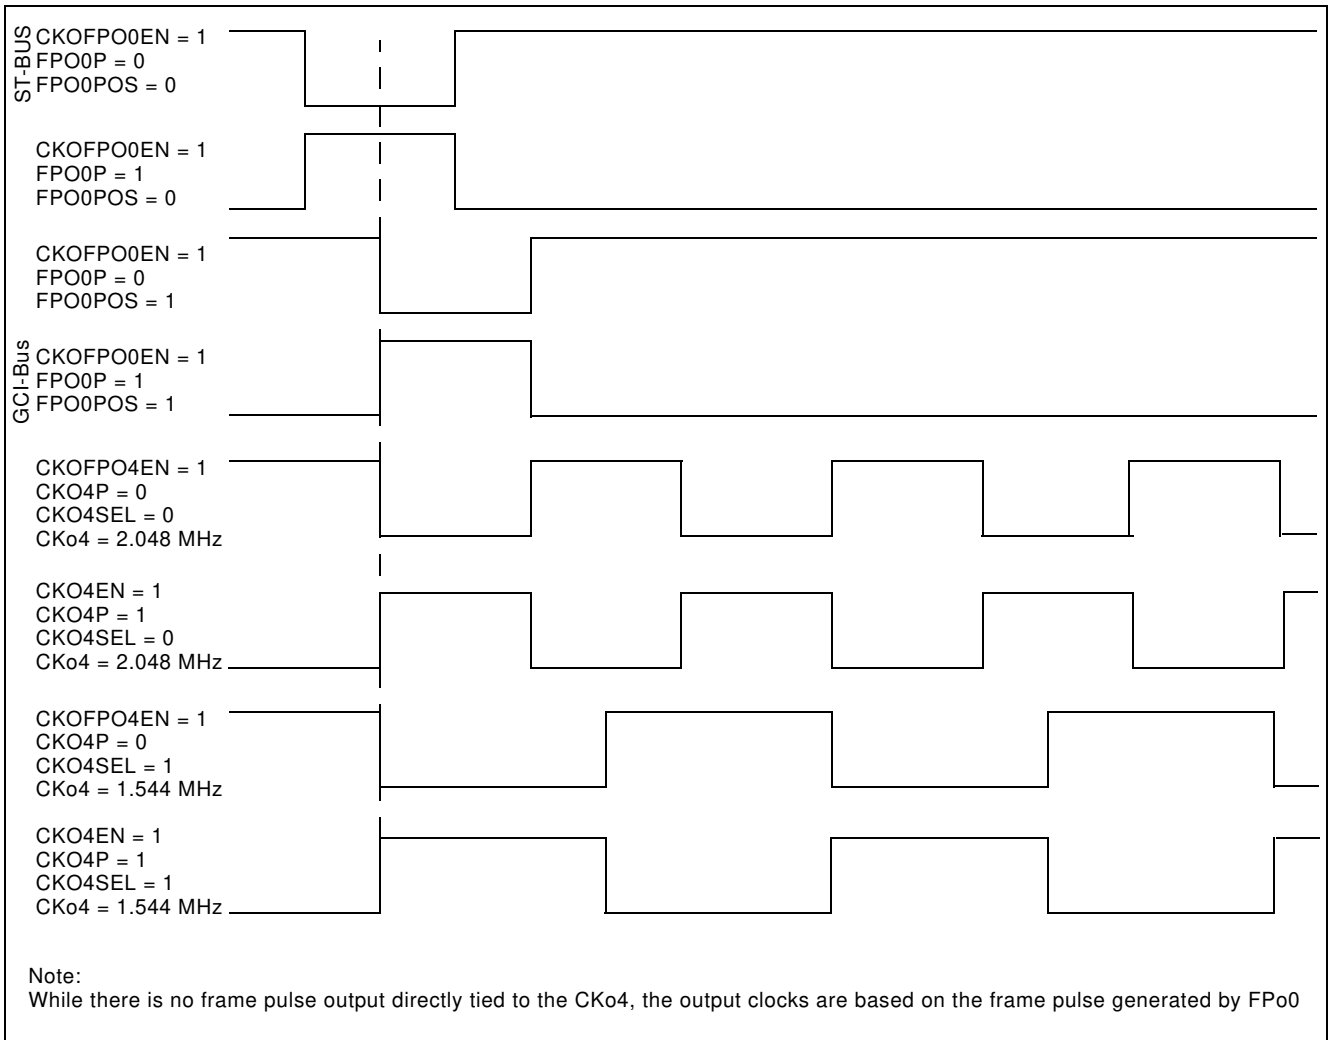 ST-BUS
CKOFPO0EN = 1
FPO0P = 0
FPO0POS = 0
CKOFPO0EN = 1
FPO0P = 1
FPO0POS = 0
CKOFPO0EN = 1
FPO0P = 0
FPO0POS = 1
GCI-Bus
CKOFPO0EN = 1
FPO0P = 1
FPO0POS = 1
CKOFPO4EN = 1
CKO4P = 0
CKO4SEL = 0
CKo4 = 2.048 MHz
CKO4EN = 1
CKO4P = 1
CKO4SEL = 0
CKo4 = 2.048 MHz
CKOFPO4EN = 1
CKO4P = 0
CKO4SEL = 1
CKo4 = 1.544 MHz
CKO4EN = 1
CKO4P = 1
CKO4SEL = 1
CKo4 = 1.544 MHz
Note:
While there is no frame pulse output directly tied to the CKo4, the output clocks are based on the frame pulse generated by FPo0